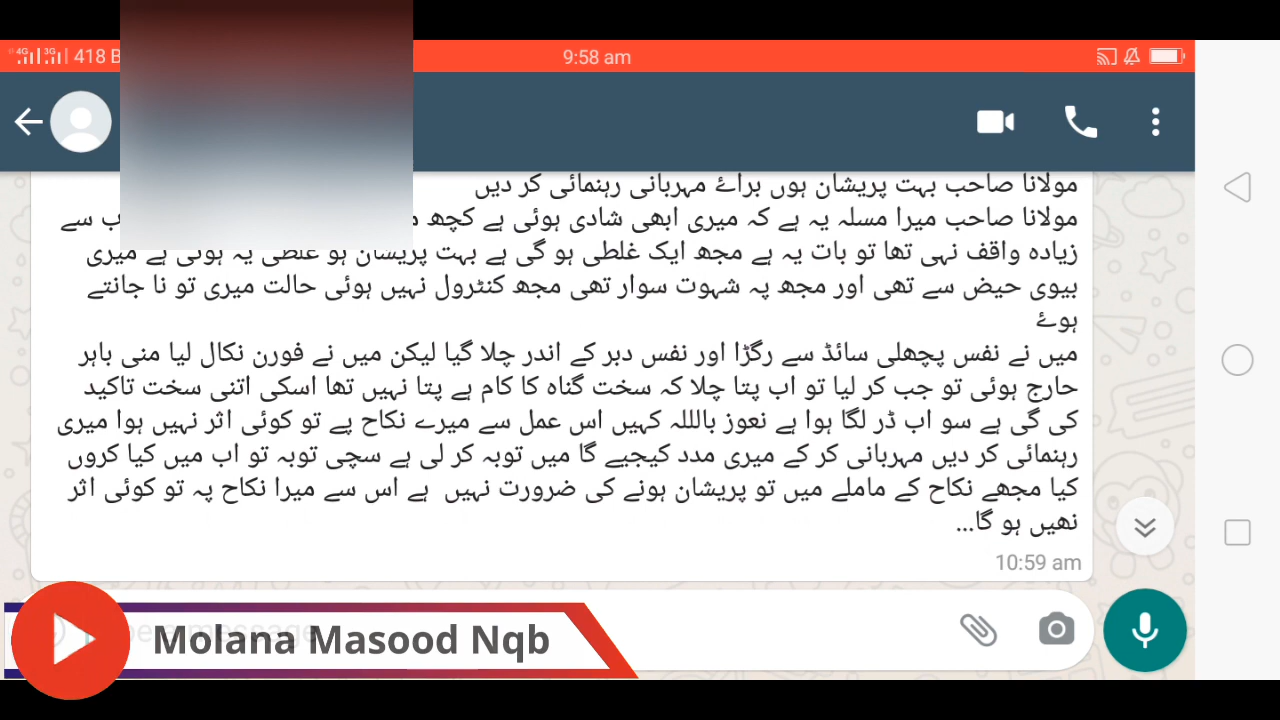 418 B
9:58 am
مولانا صاحب بہت پریشان ہوں براۓ مہربانی رہنمائی کر دیں
مولانا صاحب میرا مسلہ یہ ہے کہ میری ابھی شادی ہوئی ہے کچھ سے
زیادہ واقف نہی تھا تو بات یہ ہے مجھ ایک غلطی ہو گی ہے بہت پریشان ہو غلطی یہ ہوئی ہے میری
بیوی حیض سے تھی اور مجھ پہ شہوت سوار تھی مجھ کنٹرول نہیں ہوئی حالت میری تو نا جانتے
ہوۓ
میں نے نفس پچھلی سائڈ سے رگڑا اور نفس دبر کے اندر چلا گیا لیکن میں نے فورن نکال لیا منی باہر
حارج ہوئی تو جب کر لیا تو اب پتا چلا کہ سخت گناہ کا کام ہے پتا نہیں تھا اسکی اتنی سخت تاکید
کی گی ہے سو اب ڈر لگا ہوا ہے نعوز باالللہ کہیں اس عمل سے میرے نکاح پے تو کوئی اثر نہیں ہوا میری
رہنمائی کر دیں مہربانی کر کے میری مدد کیجیے گا میں توبہ کر لی ہے سچی توبہ تو اب میں کیا کروں
کیا مجھے نکاح کے ماملے میں تو پریشان ہونے کی ضرورت نہیں ہے اس سے میرا نکاح پہ تو کوئی اثر
نھیں ہو گا...
10:59 am
Molana Masood Nqb